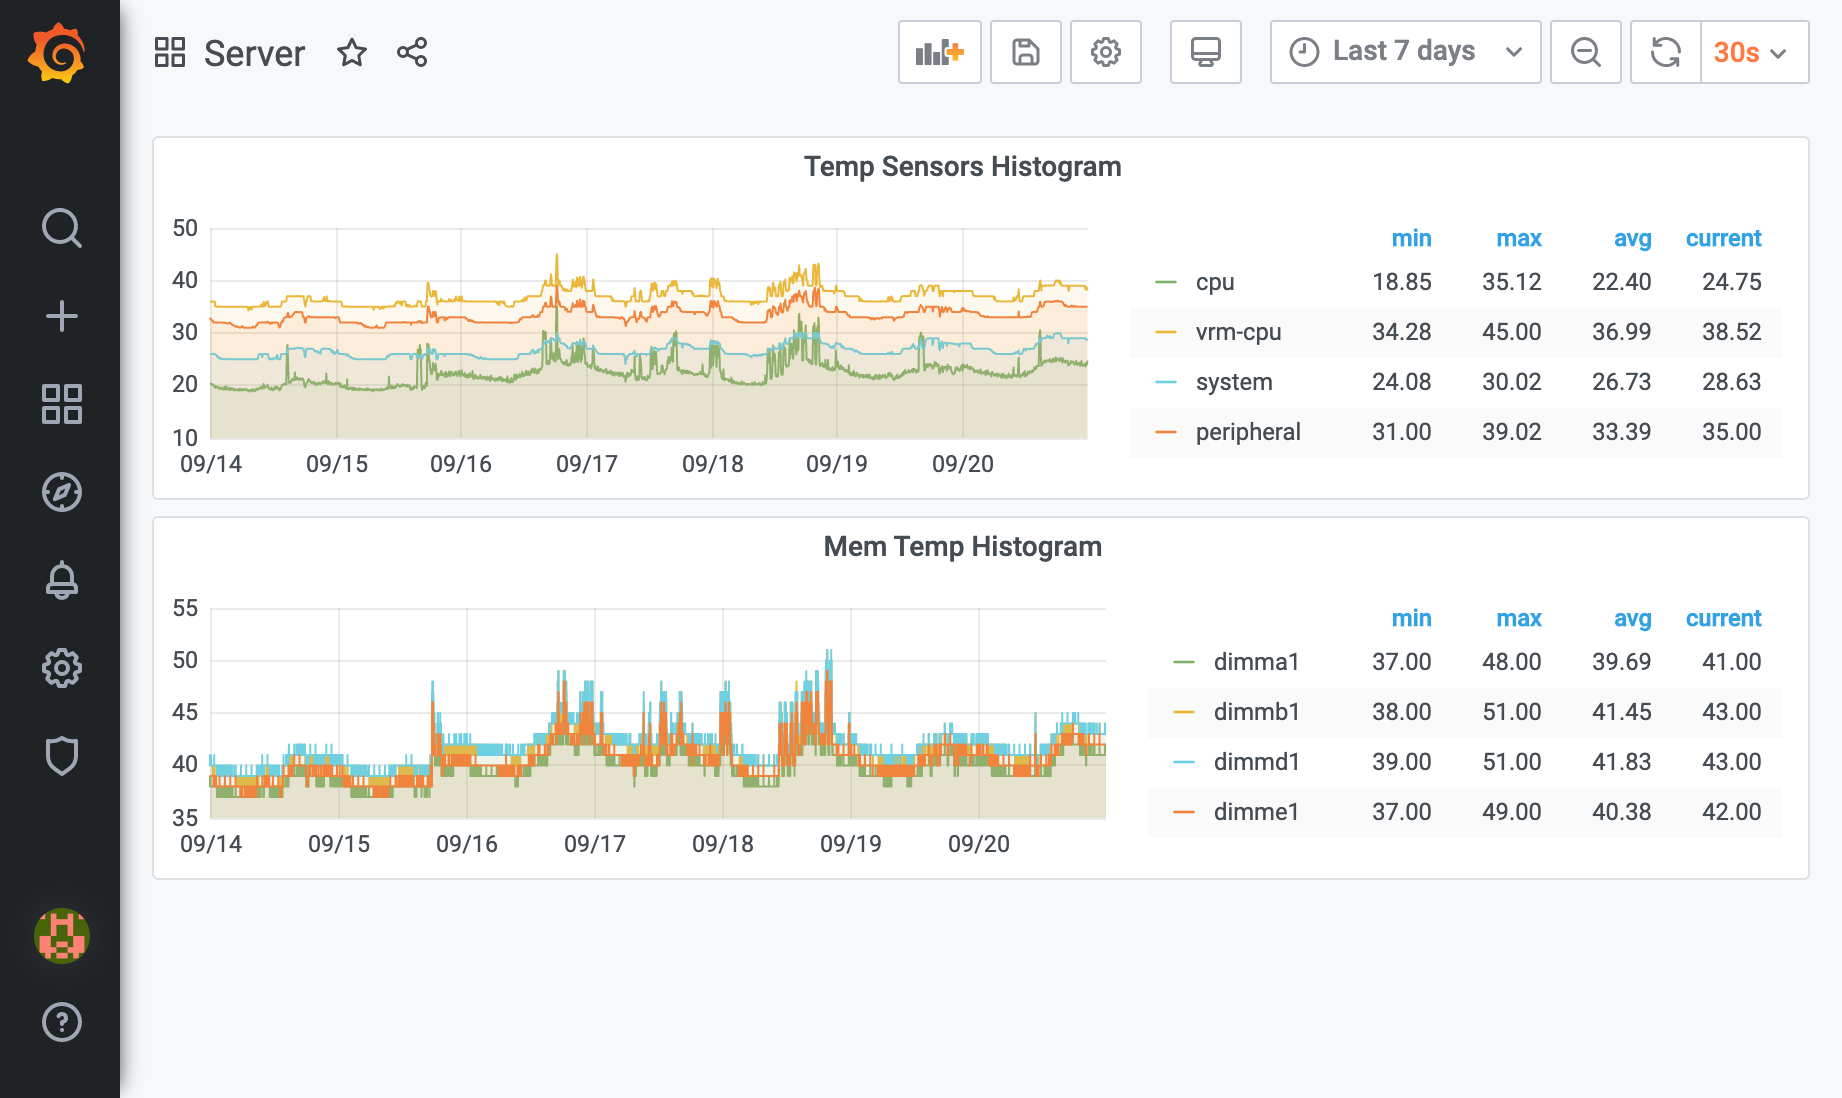 Server
Last 7 days
30s
Temp Sensors Histogram
50
40
30
20
10
09/14 09/15 09/16 09/17 09/18 09/19 09/20
min max avg current
cpu 18.85 35.12 22.40 24.75
vrm-cpu 34.28 45.00 36.99 38.52
system 24.08 30.02 26.73 28.63
peripheral 31.00 39.02 33.39 35.00
Mem Temp Histogram
55
50
45
40
35
09/14 09/15 09/16 09/17 09/18 09/19 09/20
min max avg current
dimma1 37.00 48.00 39.69 41.00
dimmb1 38.00 51.00 41.45 43.00
dimmd1 39.00 51.00 41.83 43.00
dimme1 37.00 49.00 40.38 42.00